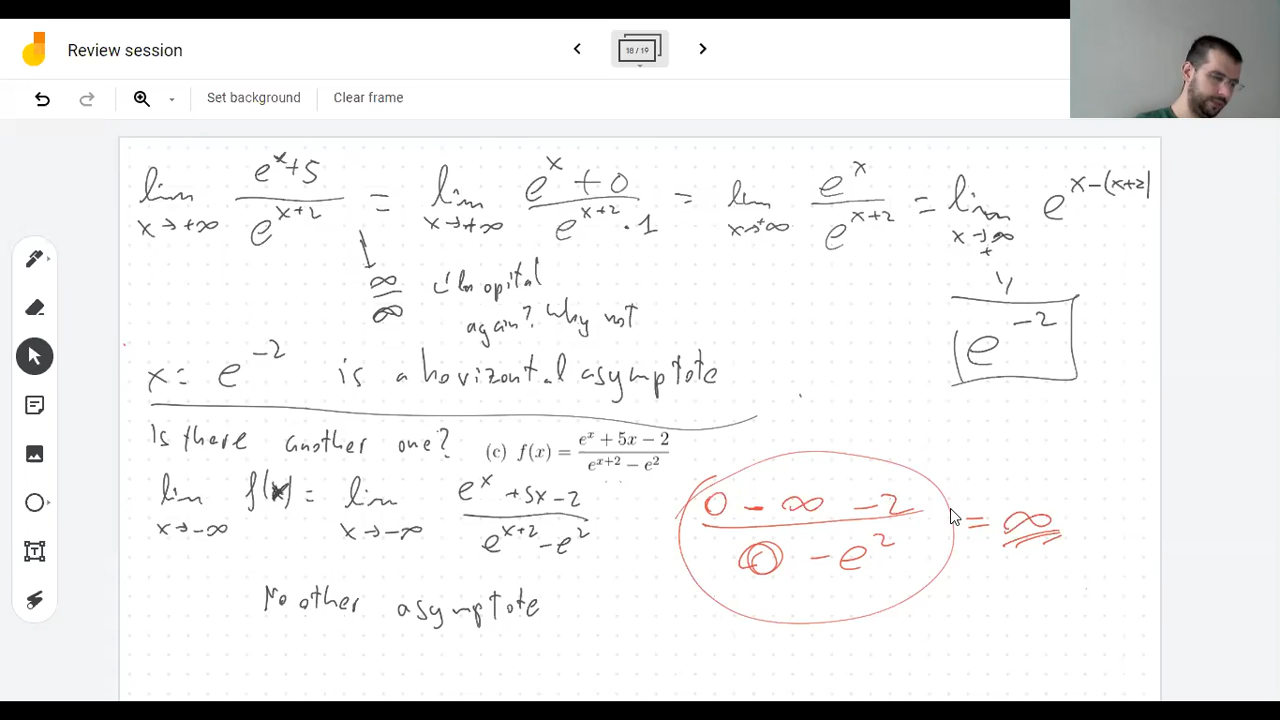 Review session
18 / 19
Set background
Clear frame
lim x→+∞ (e^x+5)/(e^(x+2)) = lim x→+∞ (e^x + 0)/(e^(x+2) · 1) = lim x→+∞ e^x/e^(x+2) = lim x→+∞ e^(x-(x+2)
∞/∞ L'hopital
again? Why not
e^-2
x = e^-2 is a horizontal asymptote
Is there another one? (c) f(x) = (e^x + 5x − 2)/(e^(x+2) − e^2)
lim x→-∞ f(x) = lim x→-∞ (e^x + 5x - 2)/(e^(x+2) - e^2)
(0 - ∞ - 2)/(0 - e^2) = ∞
No other asymptote